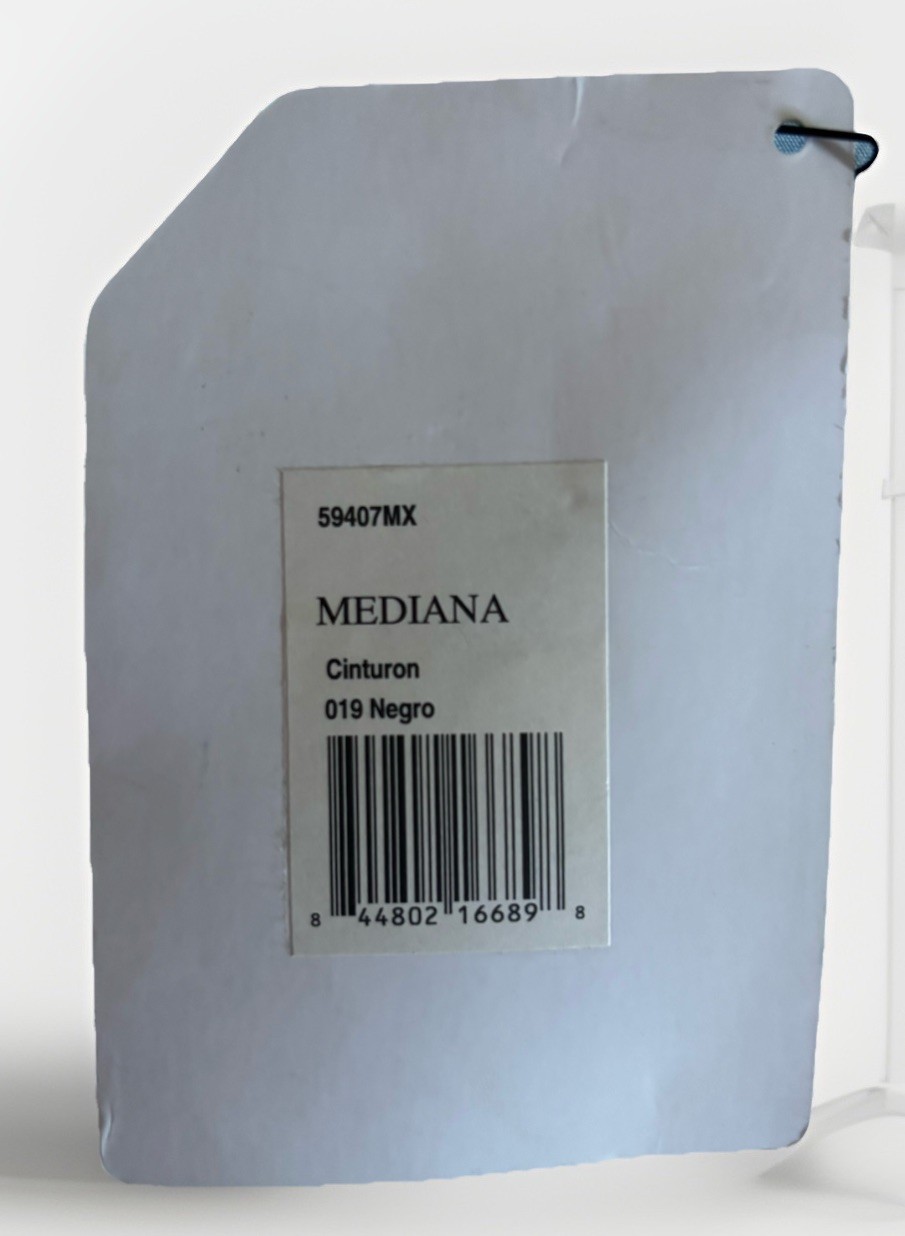 59407MX
MEDIANA
Cinturon
019 Negro
8 44802 16689 8